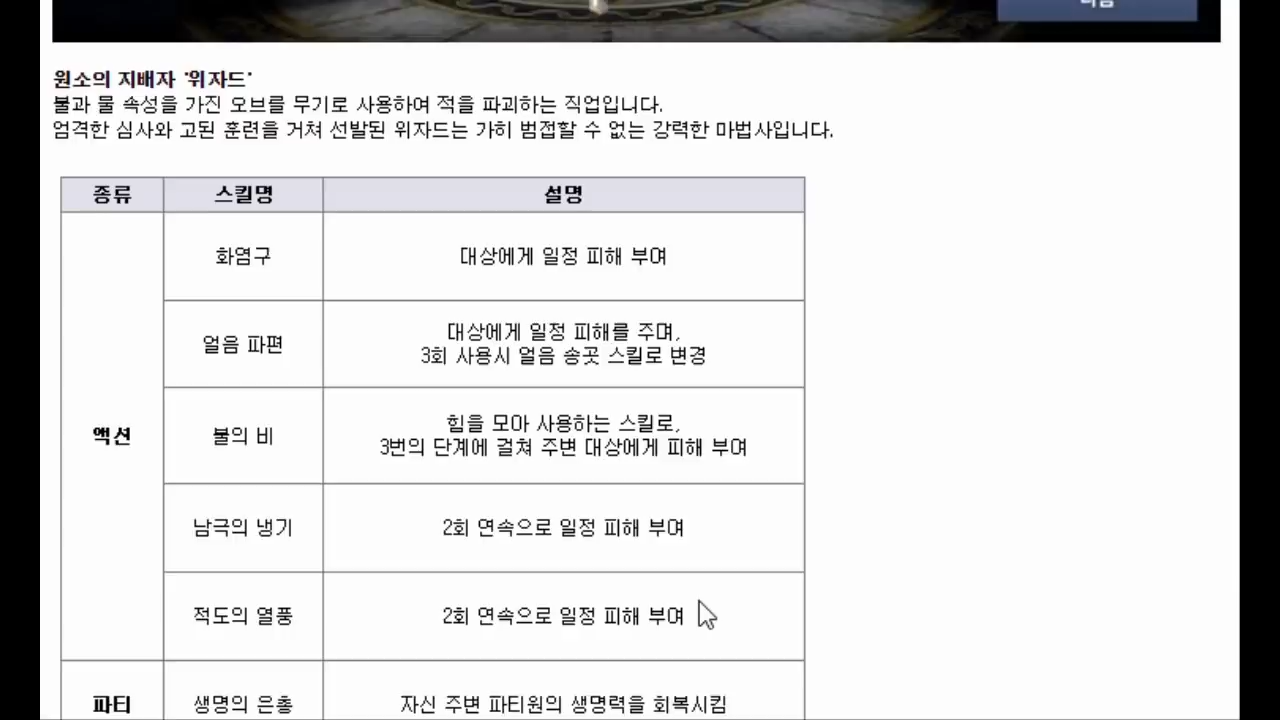 다음
원소의 지배자 '위자드'
불과 물 속성을 가진 오브를 무기로 사용하여 적을 파괴하는 직업입니다.
엄격한 심사와 고된 훈련을 거쳐 선발된 위자드는 가히 범접할 수 없는 강력한 마법사입니다.
종류 스킬명 설명
액션
화염구 대상에게 일정 피해 부여
얼음 파편 대상에게 일정 피해를 주며,
3회 사용시 얼음 송곳 스킬로 변경
불의 비 힘을 모아 사용하는 스킬로,
3번의 단계에 걸쳐 주변 대상에게 피해 부여
남극의 냉기 2회 연속으로 일정 피해 부여
적도의 열풍 2회 연속으로 일정 피해 부여
파티 생명의 은총 자신 주변 파티원의 생명력을 회복시킴